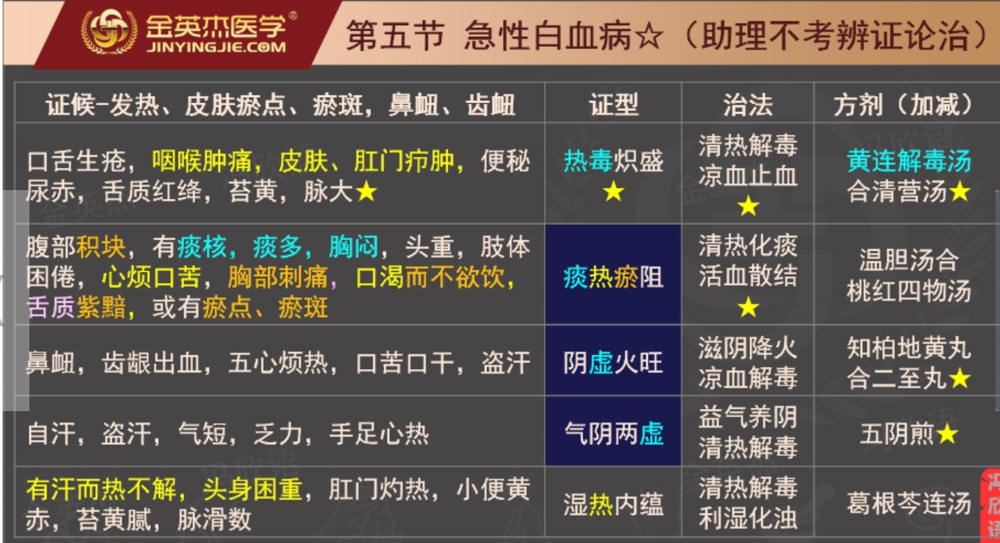 金英杰医学®
JINYINGJIE.COM
第五节 急性白血病☆（助理不考辨证论治）
证候-发热、皮肤瘀点、瘀斑，鼻衄、齿衄
证型
治法
方剂（加减）
口舌生疮，咽喉肿痛，皮肤、肛门疖肿，便秘
尿赤，舌质红绛，苔黄，脉大★
热毒炽盛
★
清热解毒
凉血止血
★
黄连解毒汤
合清营汤★
腹部积块，有痰核，痰多，胸闷，头重，肢体
困倦，心烦口苦，胸部刺痛，口渴而不欲饮，
舌质紫黯，或有瘀点、瘀斑
痰热瘀阻
清热化痰
活血散结
★
温胆汤合
桃红四物汤
鼻衄，齿龈出血，五心烦热，口苦口干，盗汗
阴虚火旺
滋阴降火
凉血解毒
知柏地黄丸
合二至丸★
自汗，盗汗，气短，乏力，手足心热
气阴两虚
益气养阴
清热解毒
五阴煎★
有汗而热不解，头身困重，肛门灼热，小便黄
赤，苔黄腻，脉滑数
湿热内蕴
清热解毒
利湿化浊
葛根芩连汤
冯欣语